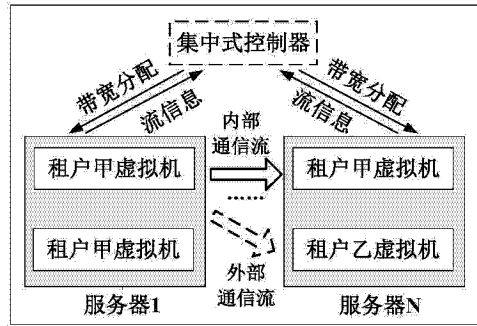 集中式控制器
带宽分配
流信息
带宽分配
流信息
内部
通信流
租户甲虚拟机
租户甲虚拟机
......
租户甲虚拟机
租户乙虚拟机
外部
通信流
服务器1
服务器N